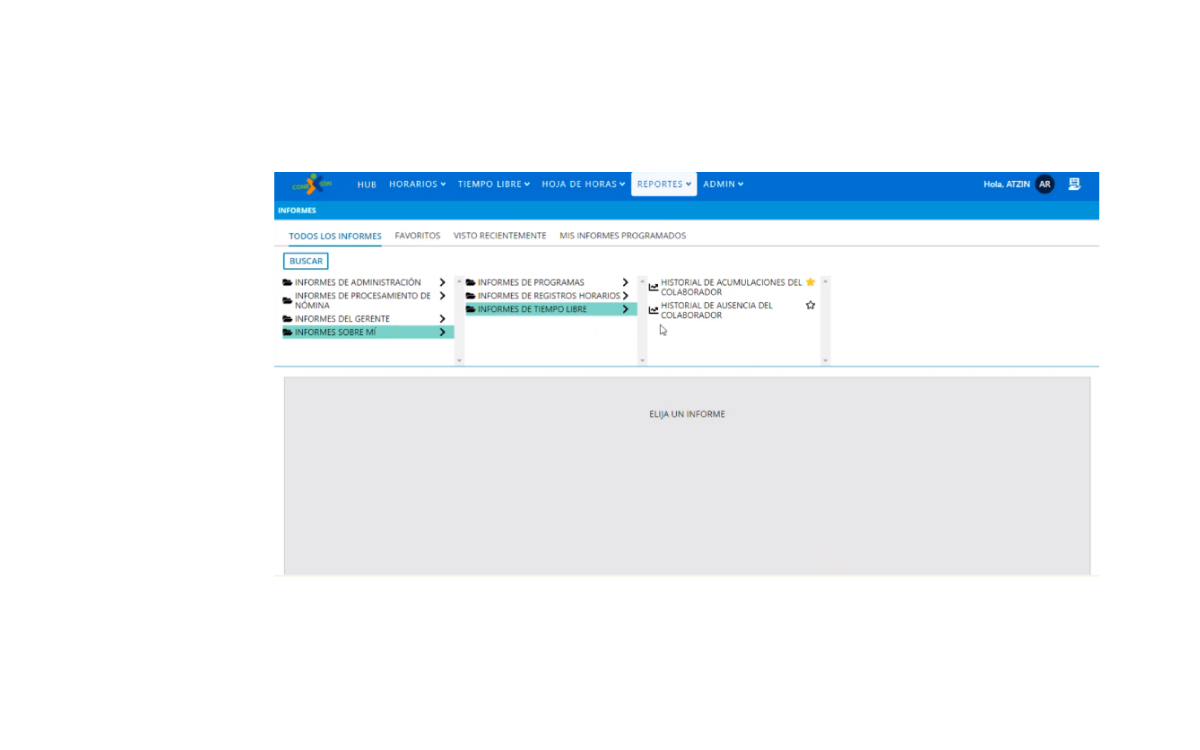 HUB HORARIOS TIEMPO LIBRE HOJA DE HORAS REPORTES ADMIN Hola, ATZIN AR
INFORMES
TODOS LOS INFORMES FAVORITOS VISTO RECIENTEMENTE MIS INFORMES PROGRAMADOS
BUSCAR
INFORMES DE ADMINISTRACIÓN
INFORMES DE PROCESAMIENTO DE
NÓMINA
INFORMES DEL GERENTE
INFORMES SOBRE MÍ
INFORMES DE PROGRAMAS
INFORMES DE REGISTROS HORARIOS
INFORMES DE TIEMPO LIBRE
HISTORIAL DE ACUMULACIONES DEL
COLABORADOR
HISTORIAL DE AUSENCIA DEL
COLABORADOR
ELIJA UN INFORME